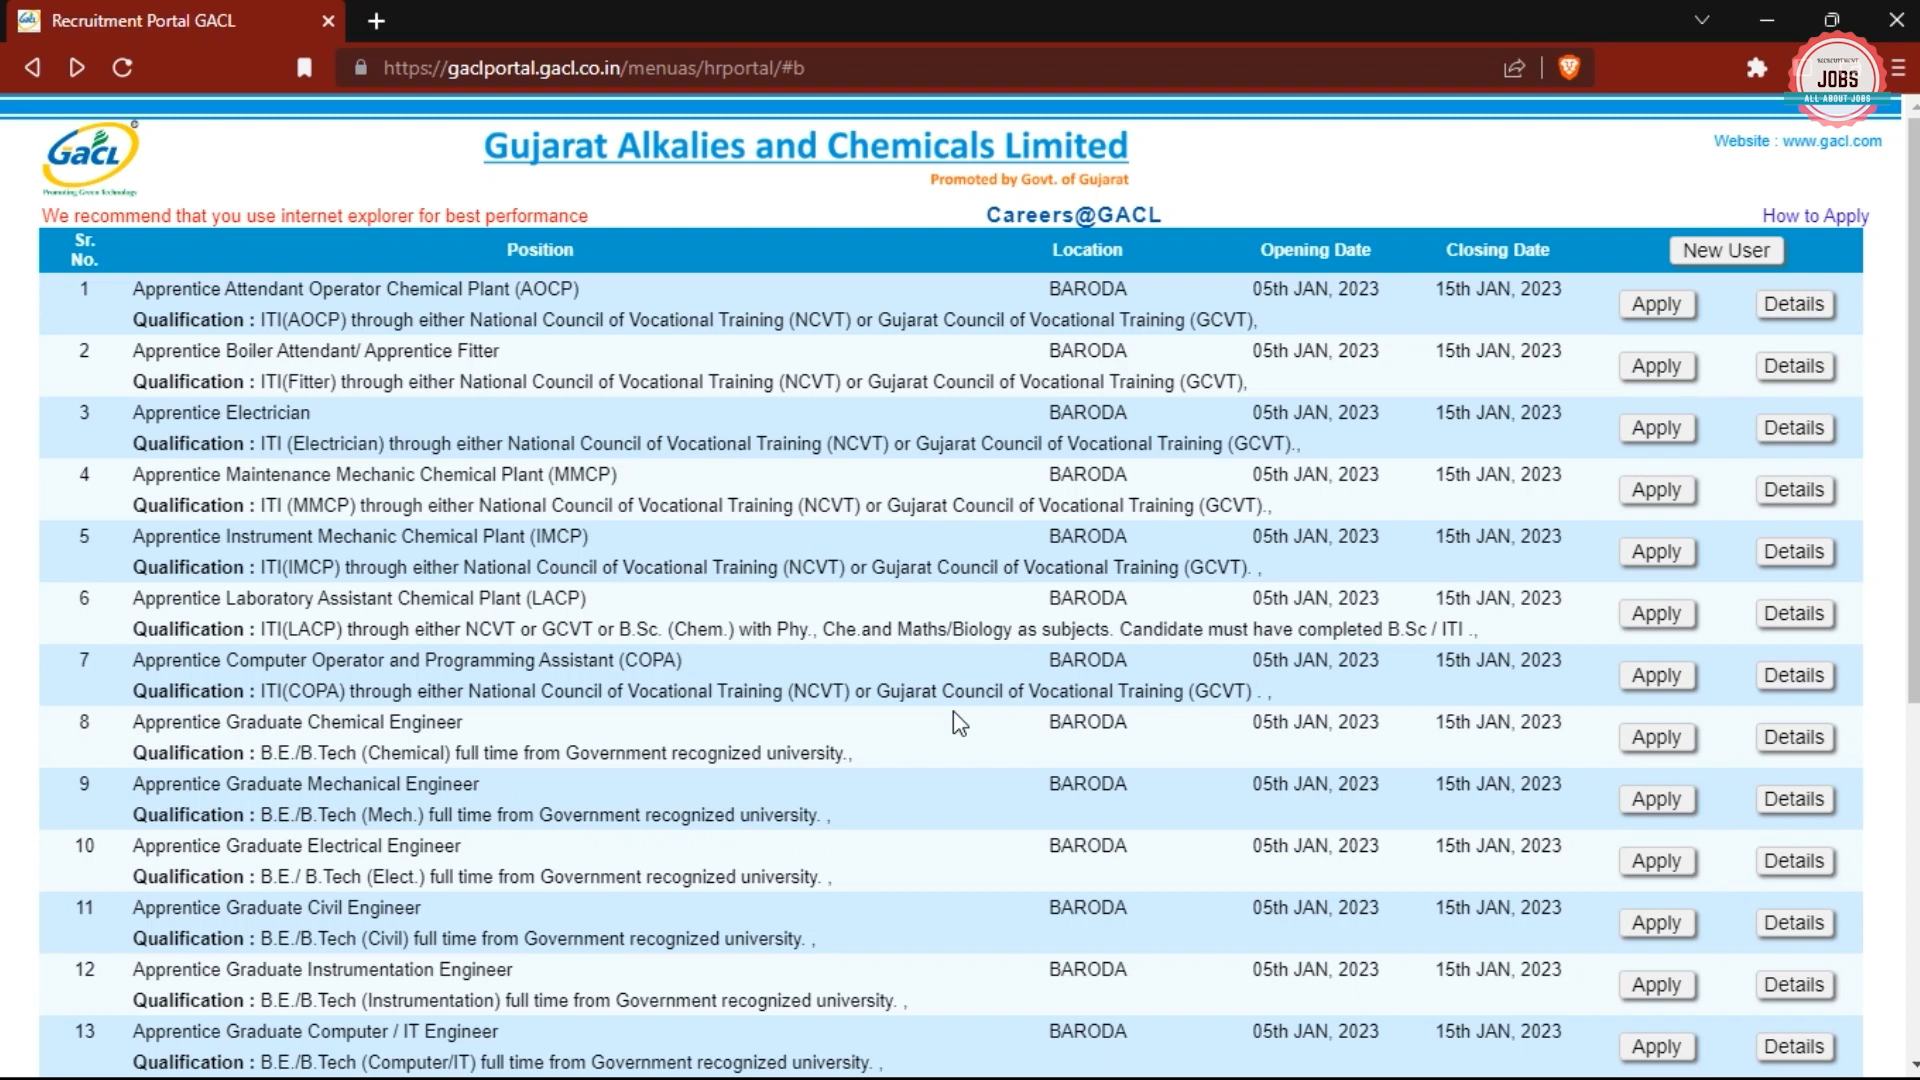 Recruitment Portal GACL
https://gaclportal.gacl.co.in/menuas/hrportal/#b
RECRUITMENT
JOBS
ALL ABOUT JOBS
GACL
Promoting Green Technology
Gujarat Alkalies and Chemicals Limited
Website : www.gacl.com
Promoted by Govt. of Gujarat
We recommend that you use internet explorer for best performance Careers@GACL How to Apply
Sr. No. Position Location Opening Date Closing Date New User
1 Apprentice Attendant Operator Chemical Plant (AOCP) BARODA 05th JAN, 2023 15th JAN, 2023 Apply Details
Qualification : ITI(AOCP) through either National Council of Vocational Training (NCVT) or Gujarat Council of Vocational Training (GCVT),
2 Apprentice Boiler Attendant/ Apprentice Fitter BARODA 05th JAN, 2023 15th JAN, 2023 Apply Details
Qualification : ITI(Fitter) through either National Council of Vocational Training (NCVT) or Gujarat Council of Vocational Training (GCVT),
3 Apprentice Electrician BARODA 05th JAN, 2023 15th JAN, 2023 Apply Details
Qualification : ITI (Electrician) through either National Council of Vocational Training (NCVT) or Gujarat Council of Vocational Training (GCVT).,
4 Apprentice Maintenance Mechanic Chemical Plant (MMCP) BARODA 05th JAN, 2023 15th JAN, 2023 Apply Details
Qualification : ITI (MMCP) through either National Council of Vocational Training (NCVT) or Gujarat Council of Vocational Training (GCVT).,
5 Apprentice Instrument Mechanic Chemical Plant (IMCP) BARODA 05th JAN, 2023 15th JAN, 2023 Apply Details
Qualification : ITI(IMCP) through either National Council of Vocational Training (NCVT) or Gujarat Council of Vocational Training (GCVT). ,
6 Apprentice Laboratory Assistant Chemical Plant (LACP) BARODA 05th JAN, 2023 15th JAN, 2023 Apply Details
Qualification : ITI(LACP) through either NCVT or GCVT or B.Sc. (Chem.) with Phy., Che.and Maths/Biology as subjects. Candidate must have completed B.Sc / ITI .,
7 Apprentice Computer Operator and Programming Assistant (COPA) BARODA 05th JAN, 2023 15th JAN, 2023 Apply Details
Qualification : ITI(COPA) through either National Council of Vocational Training (NCVT) or Gujarat Council of Vocational Training (GCVT) . ,
8 Apprentice Graduate Chemical Engineer BARODA 05th JAN, 2023 15th JAN, 2023 Apply Details
Qualification : B.E./B.Tech (Chemical) full time from Government recognized university.,
9 Apprentice Graduate Mechanical Engineer BARODA 05th JAN, 2023 15th JAN, 2023 Apply Details
Qualification : B.E./B.Tech (Mech.) full time from Government recognized university. ,
10 Apprentice Graduate Electrical Engineer BARODA 05th JAN, 2023 15th JAN, 2023 Apply Details
Qualification : B.E./ B.Tech (Elect.) full time from Government recognized university. ,
11 Apprentice Graduate Civil Engineer BARODA 05th JAN, 2023 15th JAN, 2023 Apply Details
Qualification : B.E./B.Tech (Civil) full time from Government recognized university. ,
12 Apprentice Graduate Instrumentation Engineer BARODA 05th JAN, 2023 15th JAN, 2023 Apply Details
Qualification : B.E./B.Tech (Instrumentation) full time from Government recognized university. ,
13 Apprentice Graduate Computer / IT Engineer BARODA 05th JAN, 2023 15th JAN, 2023 Apply Details
Qualification : B.E./B.Tech (Computer/IT) full time from Government recognized university. ,